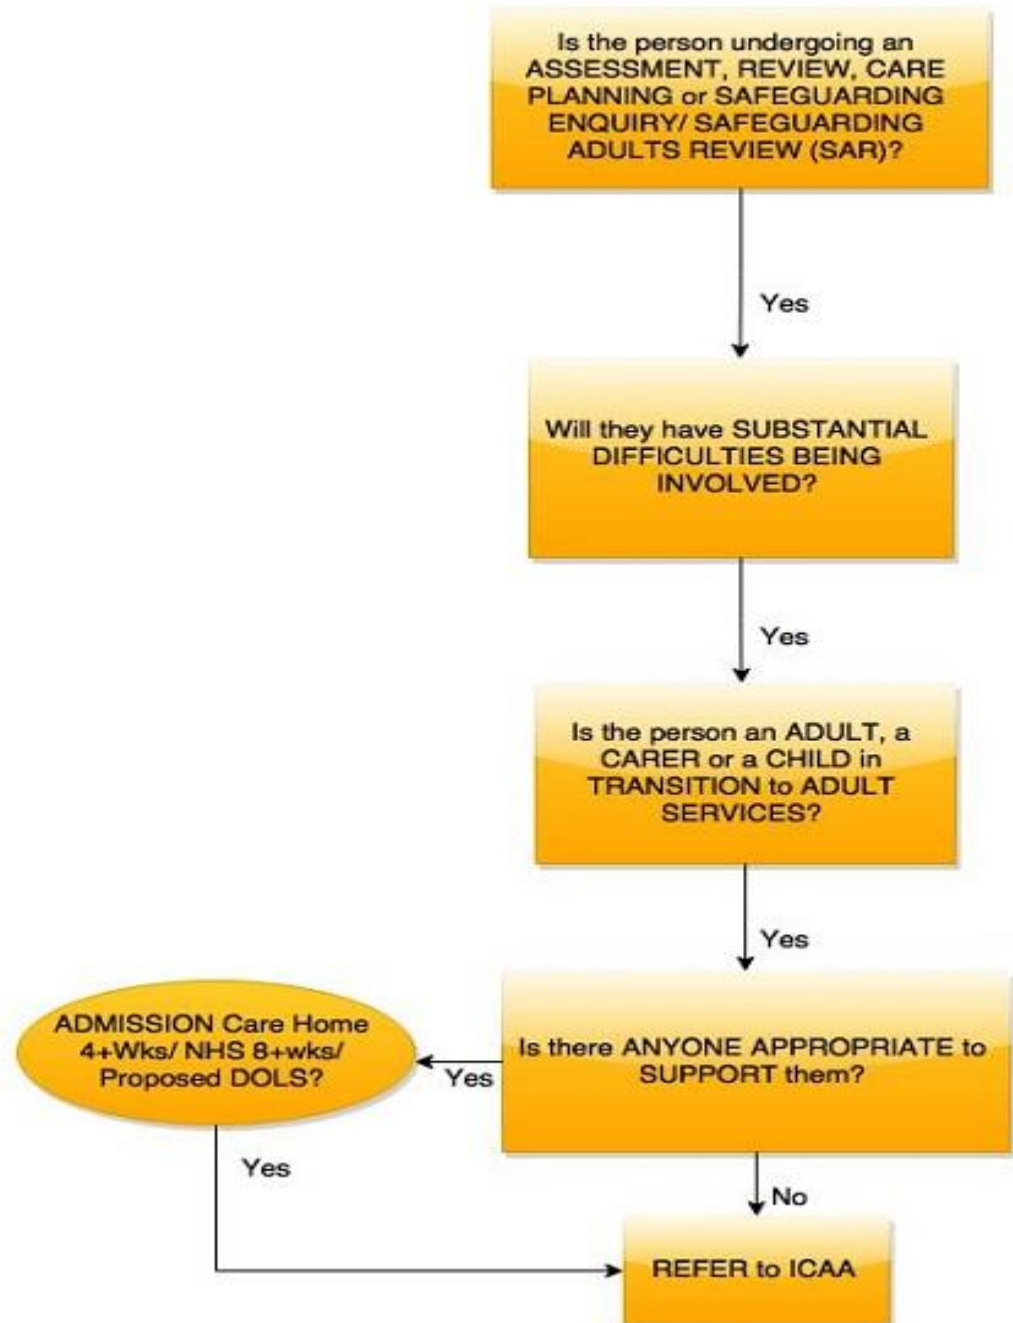 Is the person undergoing an
ASSESSMENT, REVIEW, CARE
PLANNING or SAFEGUARDING
ENQUIRY/ SAFEGUARDING
ADULTS REVIEW (SAR)?
Yes
Will they have SUBSTANTIAL
DIFFICULTIES BEING
INVOLVED?
Yes
Is the person an ADULT, a
CARER or a CHILD in
TRANSITION to ADULT
SERVICES?
Yes
Is there ANYONE APPROPRIATE to
SUPPORT them?
Yes
ADMISSION Care Home
4+Wks/ NHS 8+wks/
Proposed DOLS?
Yes
No
REFER to ICAA